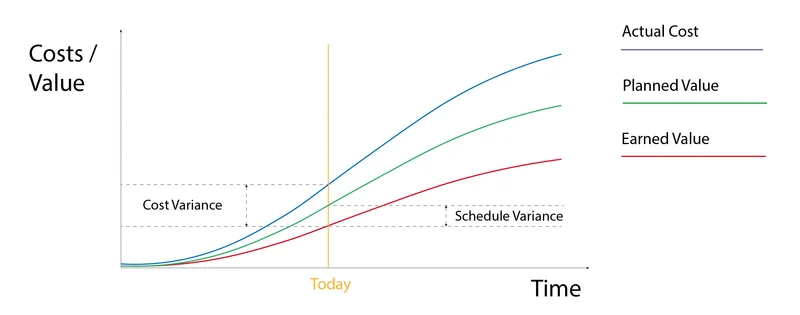 Costs /
Value
Actual Cost
Planned Value
Earned Value
Cost Variance
Schedule Variance
Today
Time